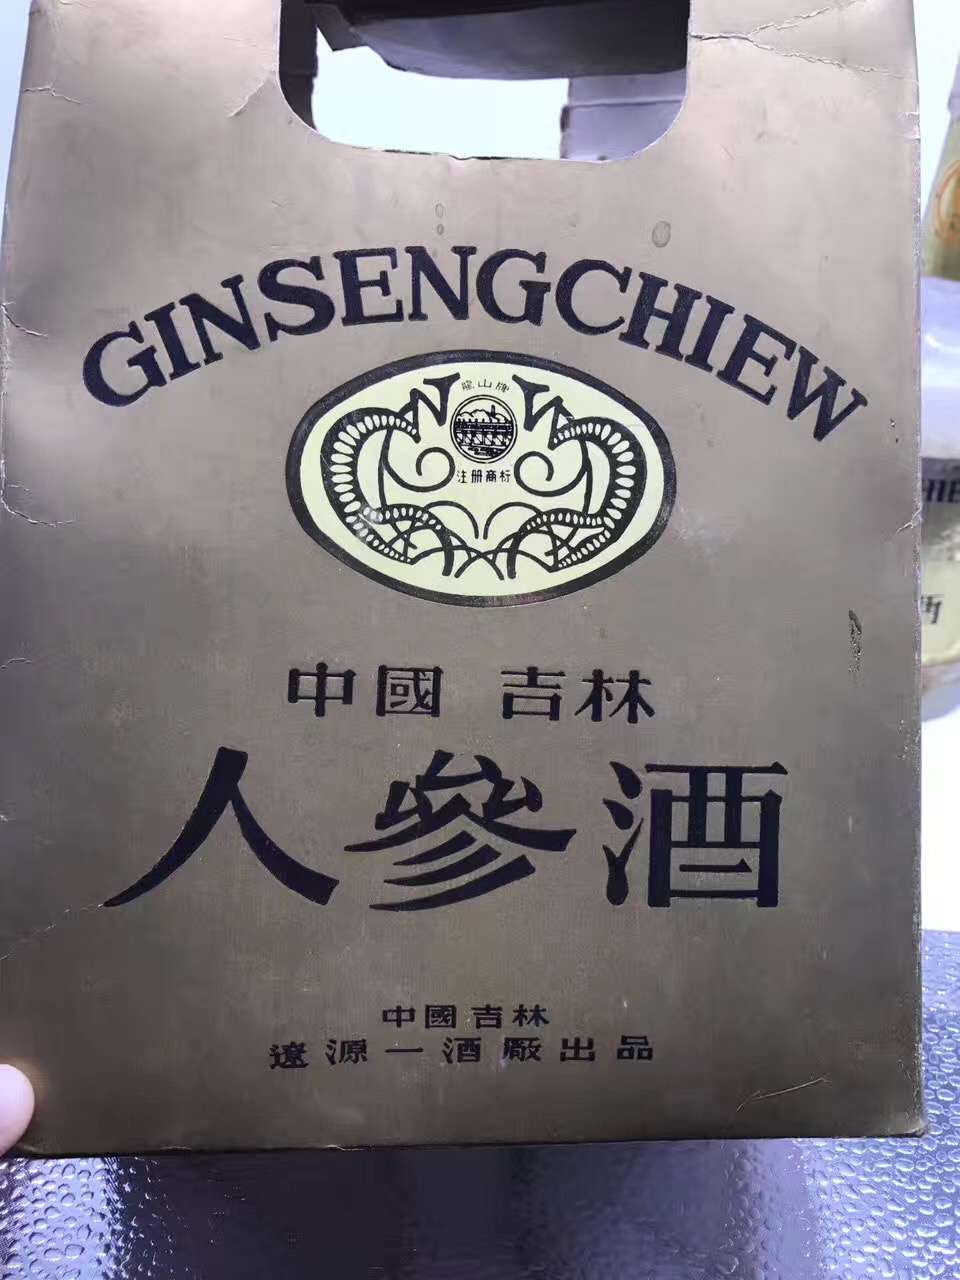 GINSENGCHIEW
龍山牌
注册商标
中國 吉林
人參酒
中國吉林
遼源一酒廠出品